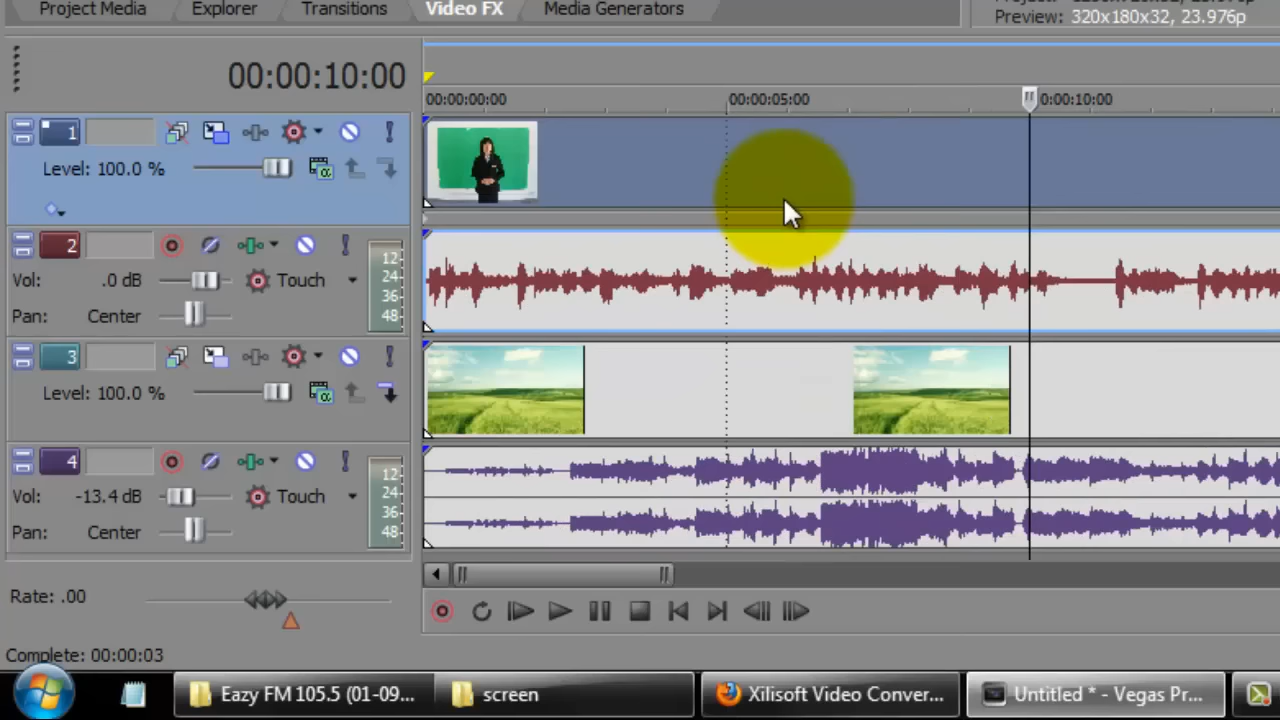 Project Media Explorer Transitions Video FX Media Generators
Preview: 320x180x32, 23.976p
00:00:10:00
00:00:00:00 00:00:05:00 0:00:10:00
1
Level: 100.0 %
2
Vol: .0 dB Touch
Pan: Center
12
24
36
48
3
Level: 100.0 %
4
Vol: -13.4 dB Touch
Pan: Center
12
24
36
48
Rate: .00
Complete: 00:00:03
Eazy FM 105.5 (01-09... screen Xilisoft Video Conver... Untitled * - Vegas Pr...